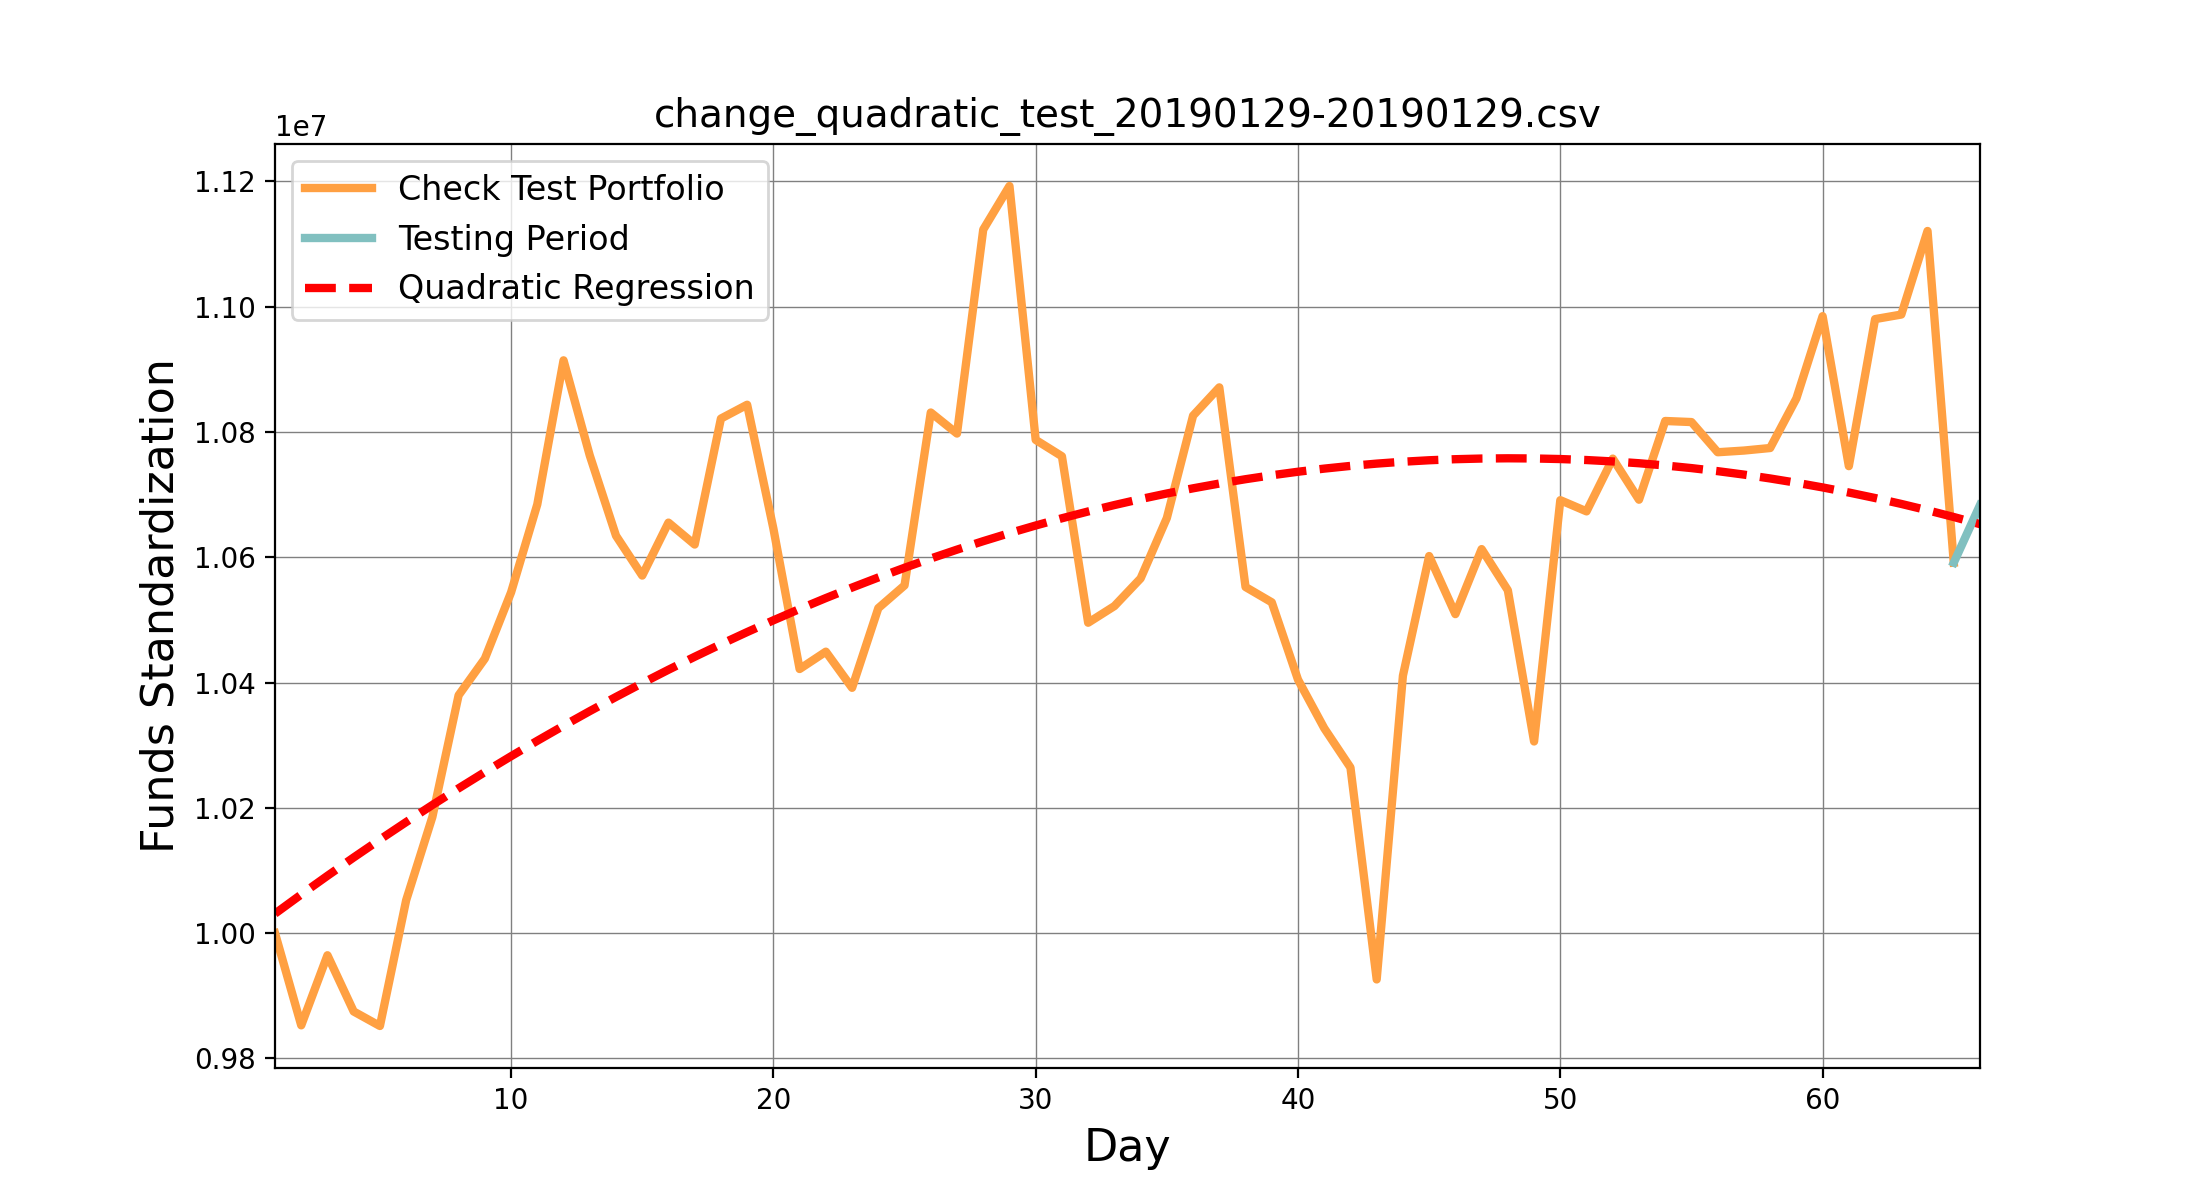 change_quadratic_test_20190129-20190129.csv
1e7
Check Test Portfolio
Testing Period
Quadratic Regression
1.12
1.10
1.08
1.06
1.04
1.02
1.00
0.98
Funds Standardization
10 20 30 40 50 60
Day